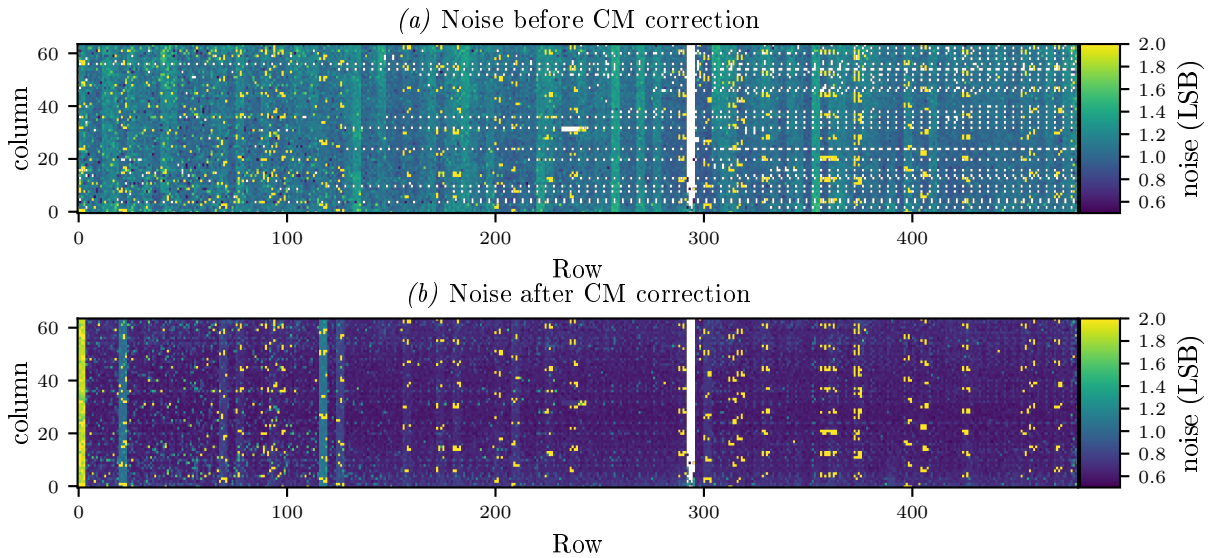 (a) Noise before CM correction
60
40
20
0
column
0 100 200 300 400
Row
2.0
1.8
1.6
1.4
1.2
1.0
0.8
0.6
noise (LSB)
(b) Noise after CM correction
60
40
20
0
column
0 100 200 300 400
Row
2.0
1.8
1.6
1.4
1.2
1.0
0.8
0.6
noise (LSB)